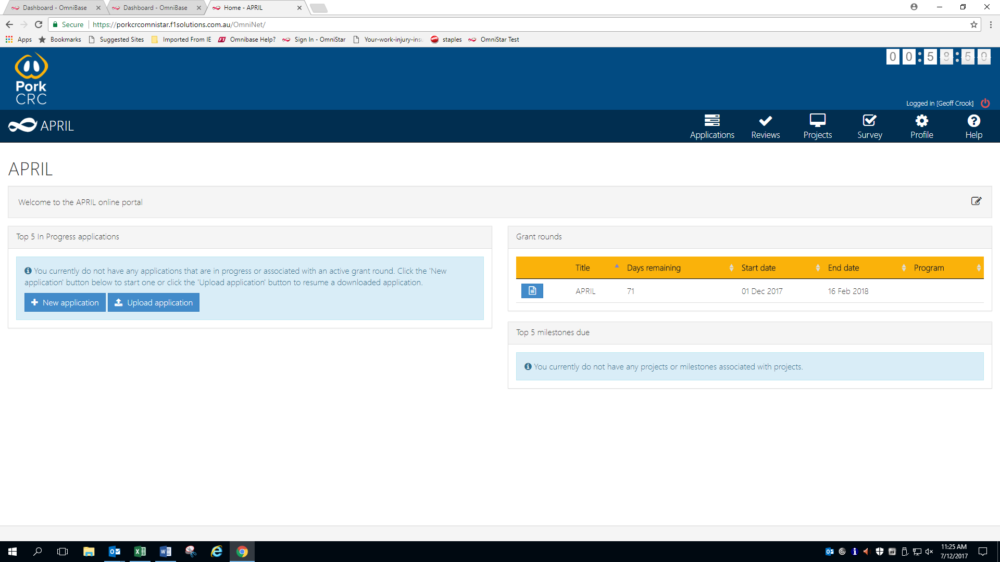 Dashboard - OmniBase
Dashboard - OmniBase
Home - APRIL
Secure
https://porkcrcomnistar.f1solutions.com.au/OmniNet/
Apps
Bookmarks
Suggested Sites
Imported From IE
Omnibase Help?
Sign In - OmniStar
Your-work-injury-ins
staples
OmniStar Test
Pork
CRC
Logged in [Geoff Crook]
APRIL
Applications
Reviews
Projects
Survey
Profile
Help
APRIL
Welcome to the APRIL online portal
Top 5 In Progress applications
You currently do not have any applications that are in progress or associated with an active grant round. Click the 'New
application' button below to start one or click the 'Upload application' button to resume a downloaded application.
New application
Upload application
Grant rounds
Title
Days remaining
Start date
End date
Program
APRIL
71
01 Dec 2017
16 Feb 2018
Top 5 milestones due
You currently do not have any projects or milestones associated with projects.
11:25 AM
7/12/2017